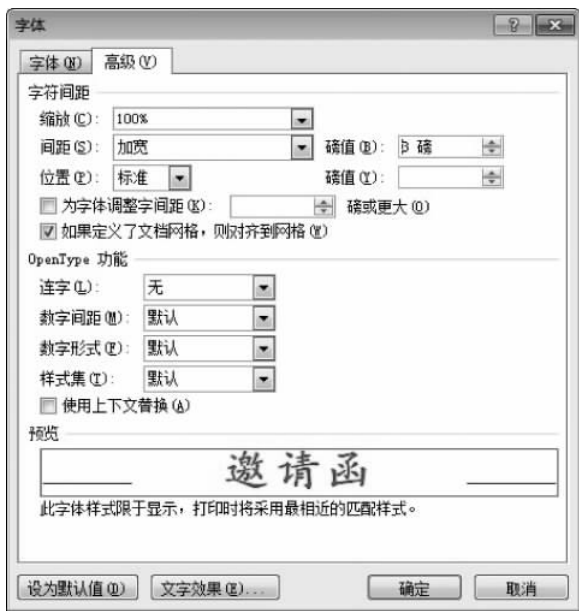 字体
字体(N) 高级(V)
字符间距
缩放(C): 100%
间距(S): 加宽 磅值(B): 3 磅
位置(P): 标准 磅值(Y):
为字体调整字间距(K): 磅或更大(O)
如果定义了文档网格，则对齐到网格(W)
OpenType 功能
连字(L): 无
数字间距(M): 默认
数字形式(F): 默认
样式集(T): 默认
使用上下文替换(A)
预览
邀请函
此字体样式限于显示，打印时将采用最相近的匹配样式。
设为默认值(D) 文字效果(E)... 确定 取消